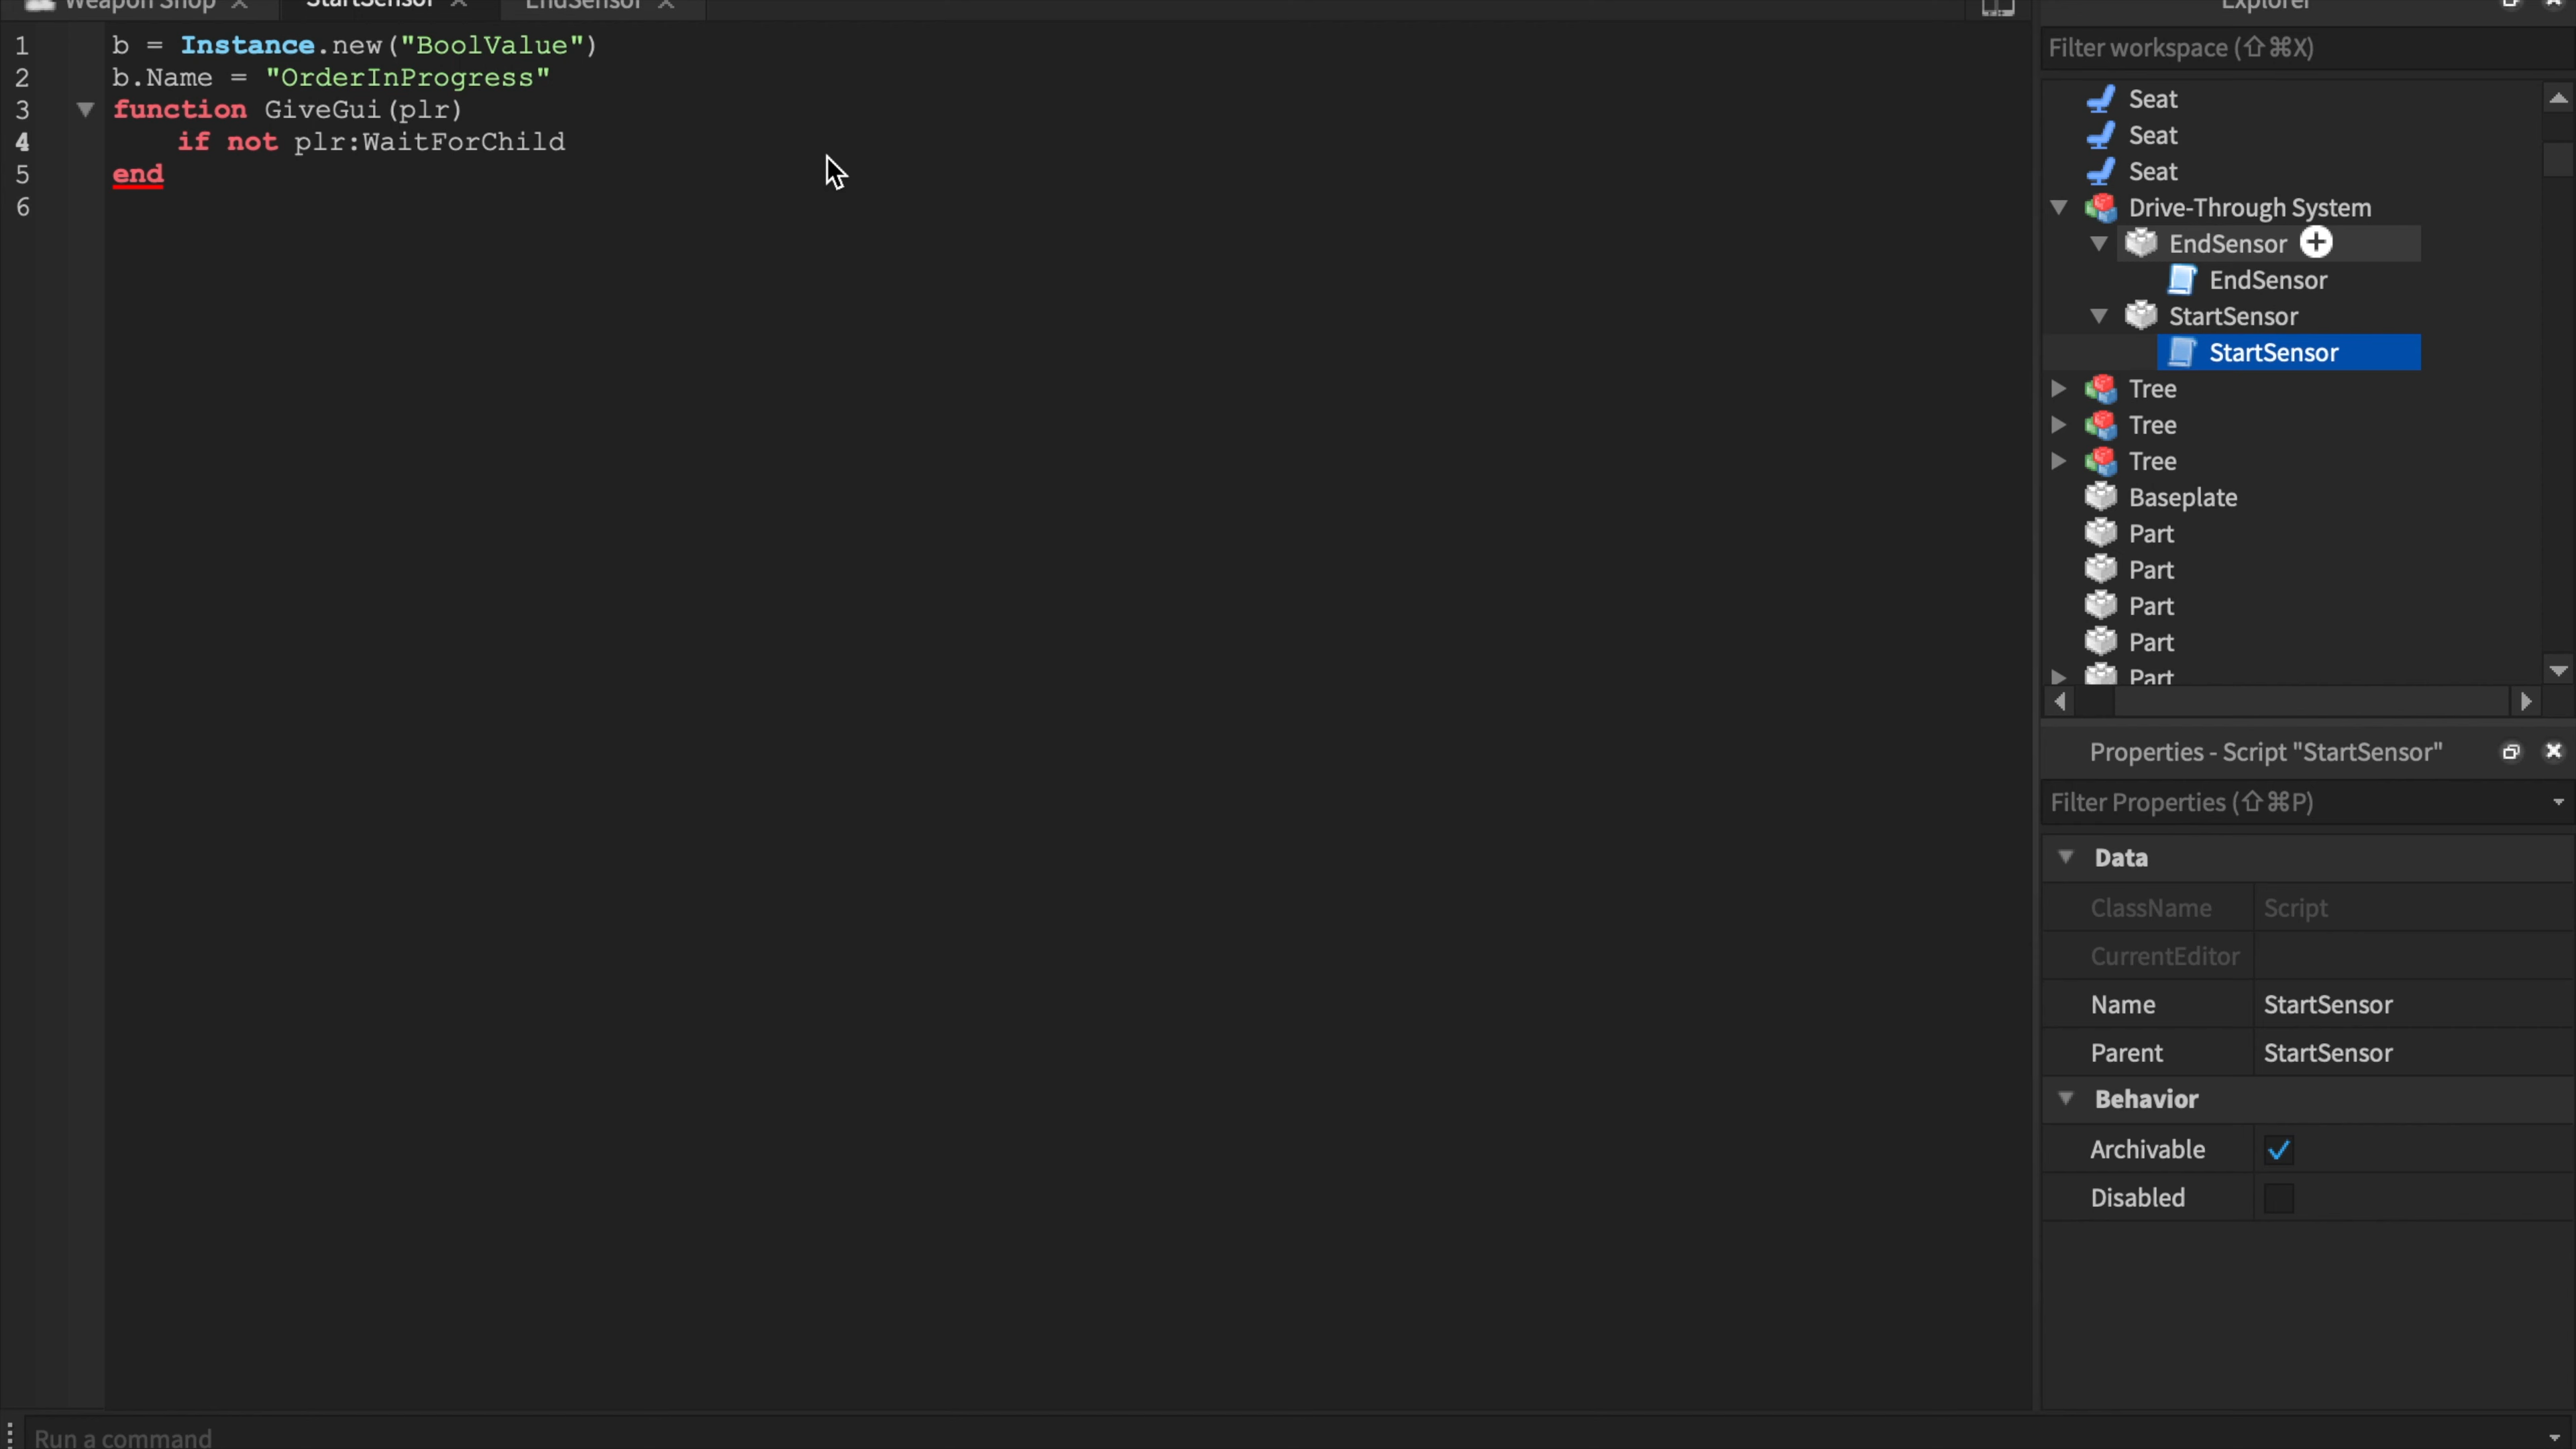 Weapon Shop
StartSensor
EndSensor
Explorer
1 b = Instance.new("BoolValue")
2 b.Name = "OrderInProgress"
3 function GiveGui(plr)
4 if not plr:WaitForChild
5 end
6
Filter workspace (⇧⌘X)
Seat
Seat
Seat
Drive-Through System
EndSensor
EndSensor
StartSensor
StartSensor
Tree
Tree
Tree
Baseplate
Part
Part
Part
Part
Part
Properties - Script "StartSensor"
Filter Properties (⇧⌘P)
Data
ClassName Script
CurrentEditor
Name StartSensor
Parent StartSensor
Behavior
Archivable
Disabled
Run a command